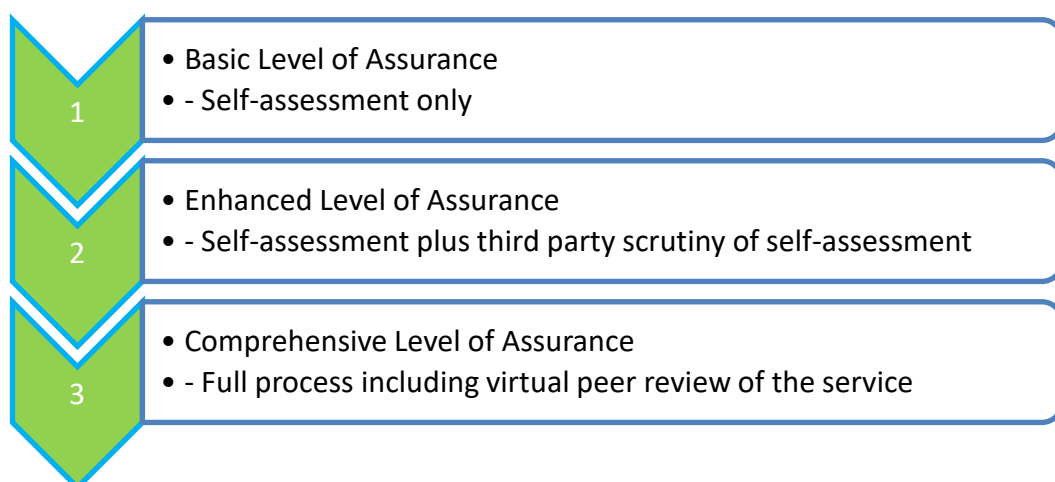 1
• Basic Level of Assurance
• - Self-assessment only
2
• Enhanced Level of Assurance
• - Self-assessment plus third party scrutiny of self-assessment
3
• Comprehensive Level of Assurance
• - Full process including virtual peer review of the service